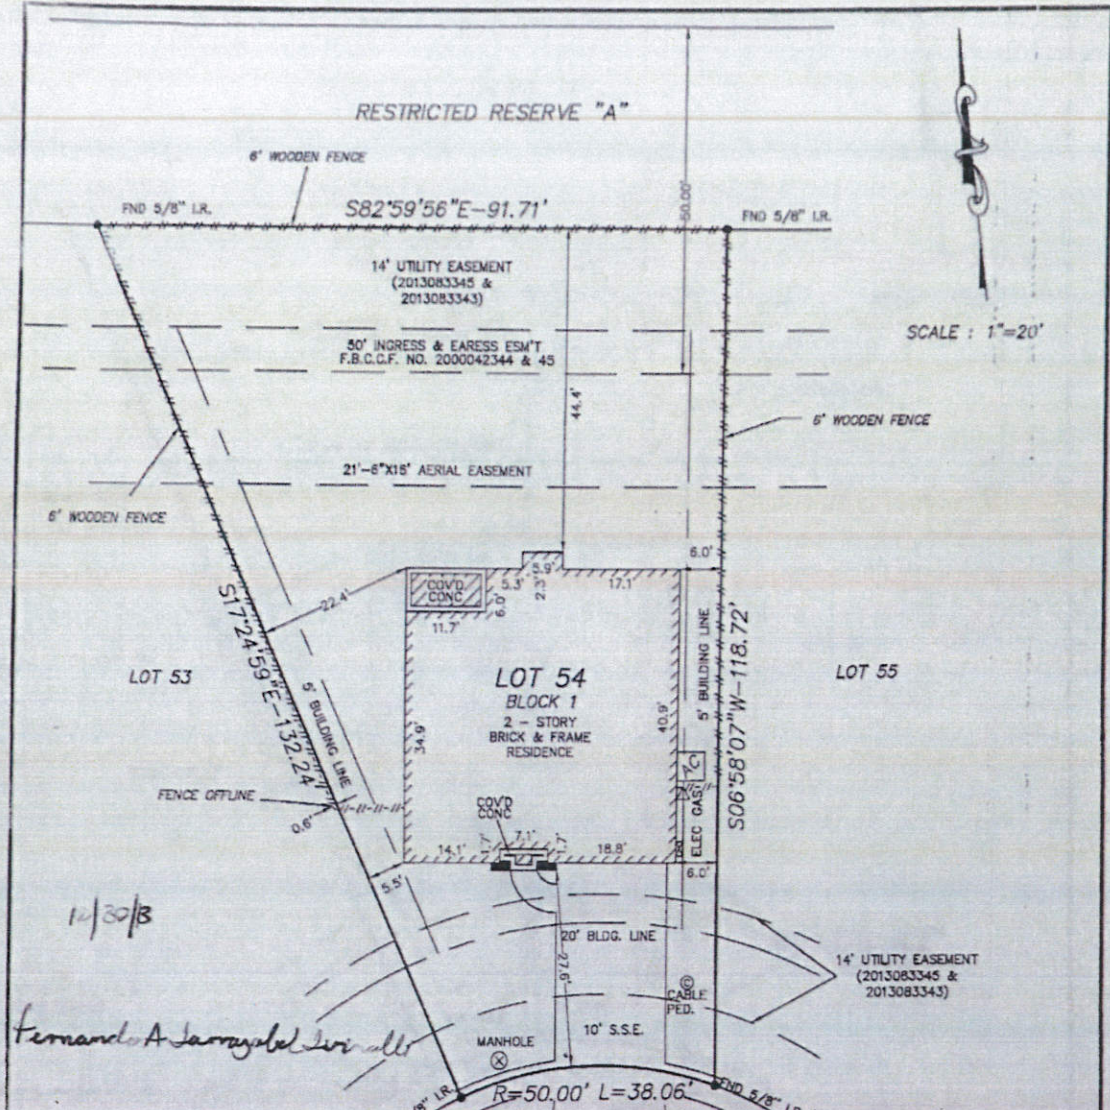 RESTRICTED RESERVE "A"
6' WOODEN FENCE
FND 5/8" I.R.
S82°59'56"E-91.71'
50.00'
FND 5/8" I.R.
14' UTILITY EASEMENT
(2013083345 &
2013083343)
SCALE : 1"=20'
50' INGRESS & EARESS ESM'T
F.B.C.C.F. NO. 2000042344 & 45
44.4'
6' WOODEN FENCE
21'-6"X16' AERIAL EASEMENT
6' WOODEN FENCE
6.0'
5.9'
5.3'
2.3'
17.1'
COV'D
CONC
6.0'
11.7'
22.4'
S17°24'59"E-132.24'
5' BUILDING LINE
LOT 53
LOT 54
BLOCK 1
2 - STORY
BRICK & FRAME
RESIDENCE
34.9'
40.9'
5' BUILDING LINE
S06°58'07"W-118.72'
LOT 55
A/C
FENCE OFFLINE
0.6'
COV'D
CONC
ELEC GAS
14.1'
7.1'
18.8'
6.0'
5.5'
12/30/13
20' BLDG. LINE
27.6'
14' UTILITY EASEMENT
(2013083345 &
2013083343)
C
CABLE
PED.
10' S.S.E.
MANHOLE
Fernando A
R=50.00' L=38.06'
/8" I.R.
FND 5/8" I.R.